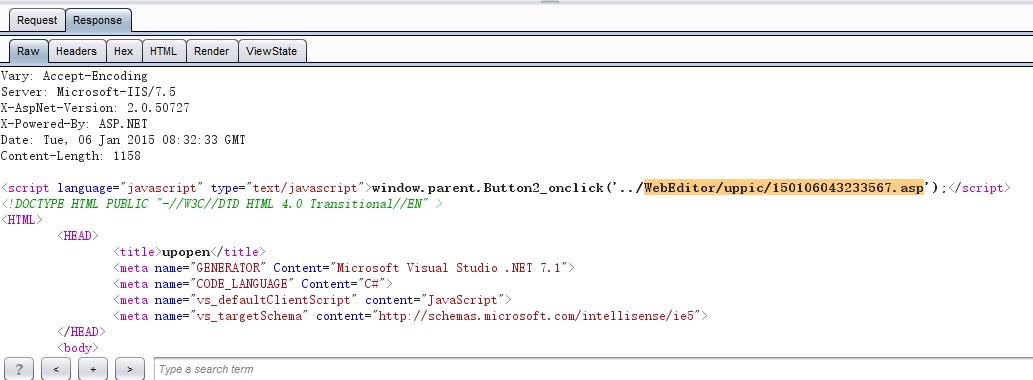 Request Response
Raw Headers Hex HTML Render ViewState
Vary: Accept-Encoding
Server: Microsoft-IIS/7.5
X-AspNet-Version: 2.0.50727
X-Powered-By: ASP.NET
Date: Tue, 06 Jan 2015 08:32:33 GMT
Content-Length: 1158
<script language="javascript" type="text/javascript">window.parent.Button2_onclick('../WebEditor/uppic/150106043233567.asp');</script>
<!DOCTYPE HTML PUBLIC "-//W3C//DTD HTML 4.0 Transitional//EN" >
<HTML>
<HEAD>
<title>upopen</title>
<meta name="GENERATOR" Content="Microsoft Visual Studio .NET 7.1">
<meta name="CODE_LANGUAGE" Content="C#">
<meta name="vs_defaultClientScript" content="JavaScript">
<meta name="vs_targetSchema" content="http://schemas.microsoft.com/intellisense/ie5">
</HEAD>
<body>
? < + > Type a search term